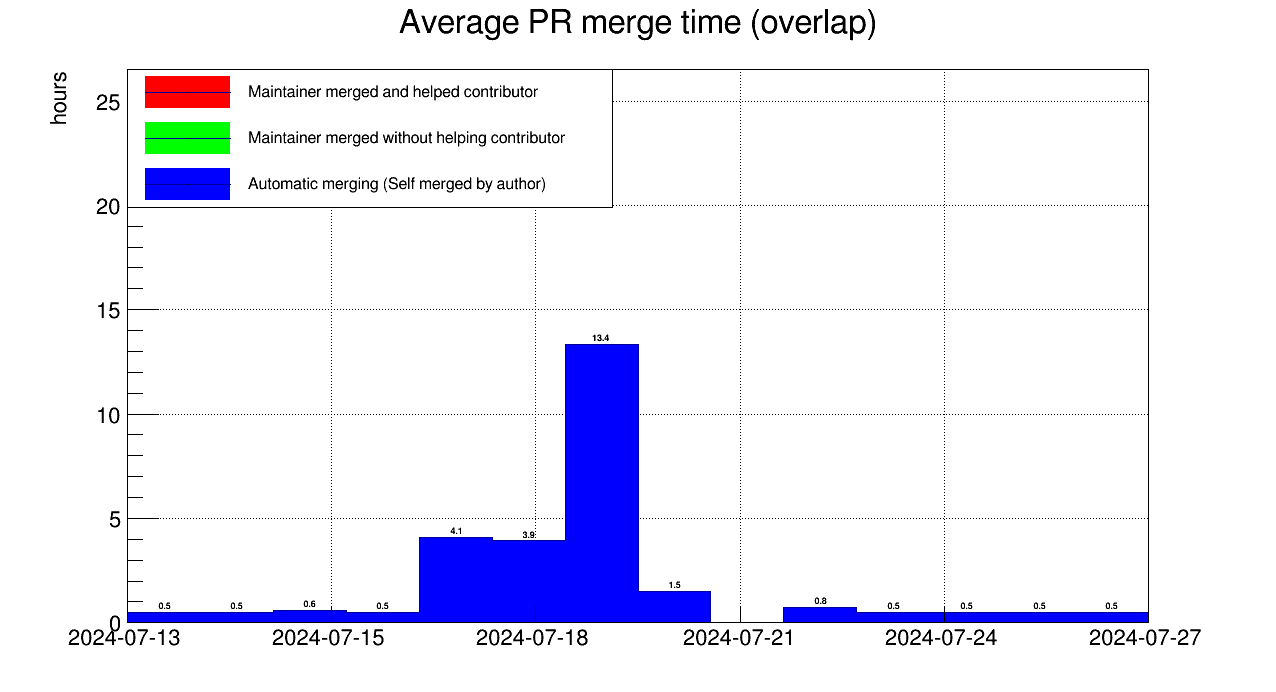 Average PR merge time (overlap)
hours
Maintainer merged and helped contributor
Maintainer merged without helping contributor
Automatic merging (Self merged by author)
25
20
15
10
5
0
13.4
4.1
3.9
1.5
0.5 0.5 0.6 0.5 0.8 0.5 0.5 0.5 0.5
2024-07-13 2024-07-15 2024-07-18 2024-07-21 2024-07-24 2024-07-27